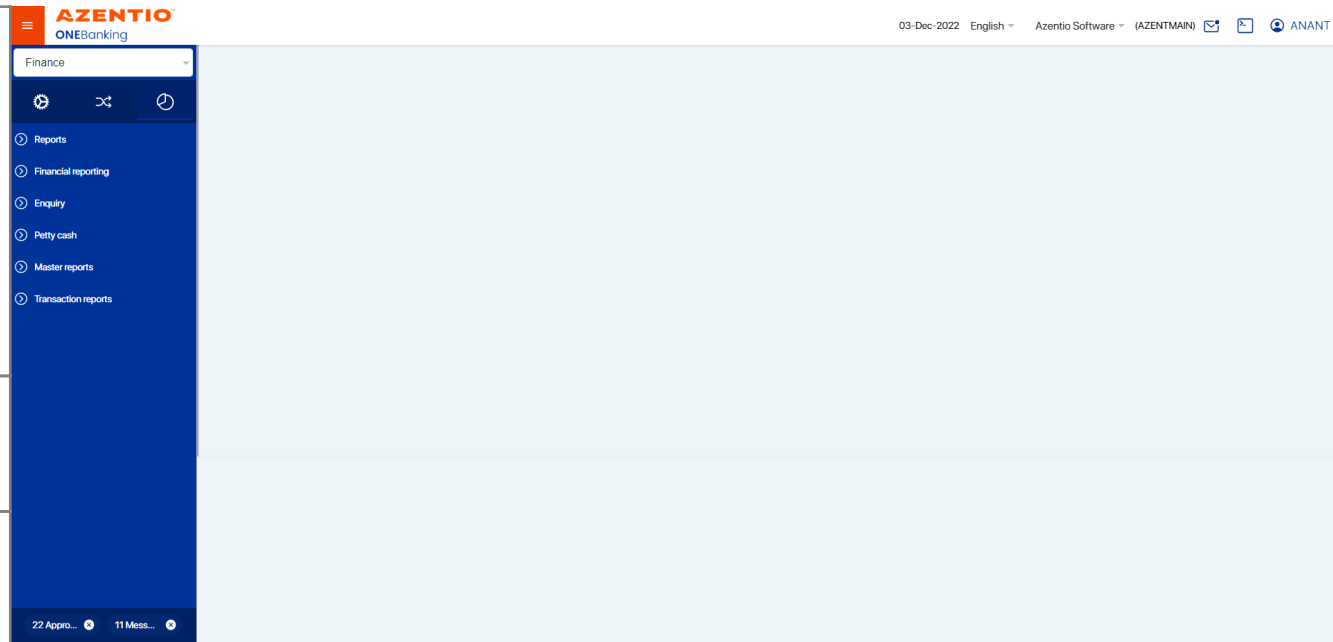 AZENTIO™
ONEBanking
03-Dec-2022 English Azentio Software (AZENTMAIN) ANANT
Finance
Reports
Financial reporting
Enquiry
Petty cash
Master reports
Transaction reports
22 Appro... 11 Mess...